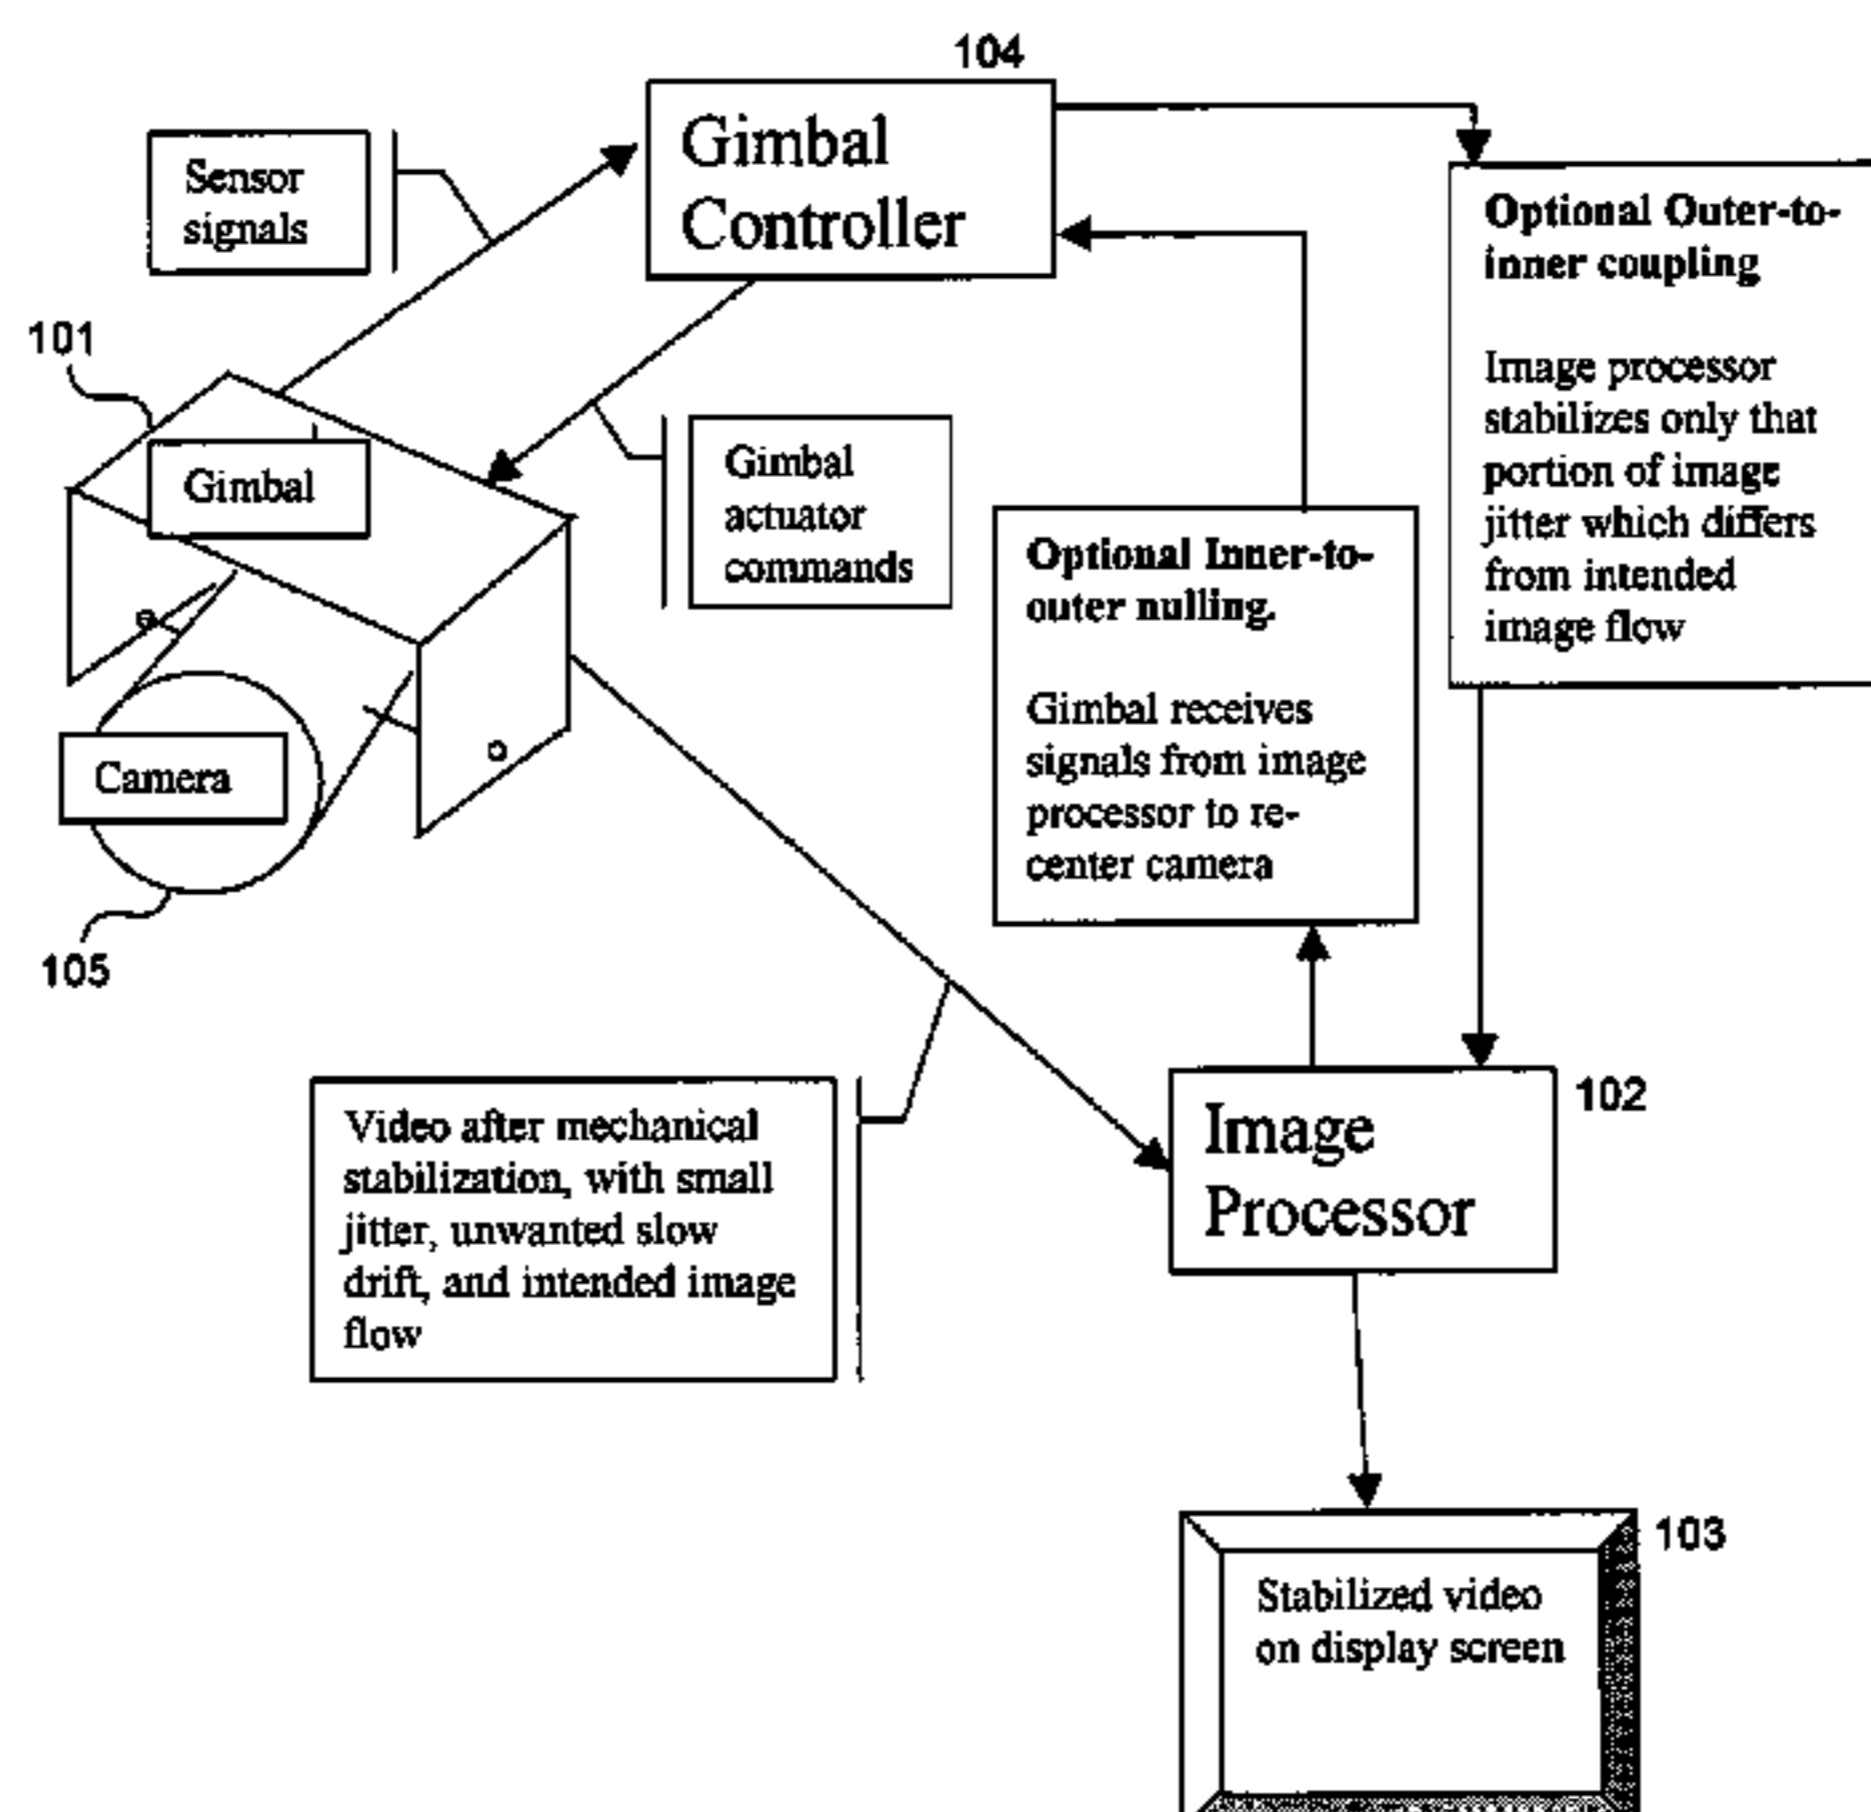 104
Gimbal
Controller
Sensor
signals
101
Gimbal
Gimbal
actuator
commands
Camera
105
Optional Outer-to-
inner coupling
Image processor
stabilizes only that
portion of image
jitter which differs
from intended
image flow
Optional Inner-to-
outer nulling.
Gimbal receives
signals from image
processor to re-
center camera
Video after mechanical
stabilization, with small
jitter, unwanted slow
drift, and intended image
flow
102
Image
Processor
103
Stabilized video
on display screen